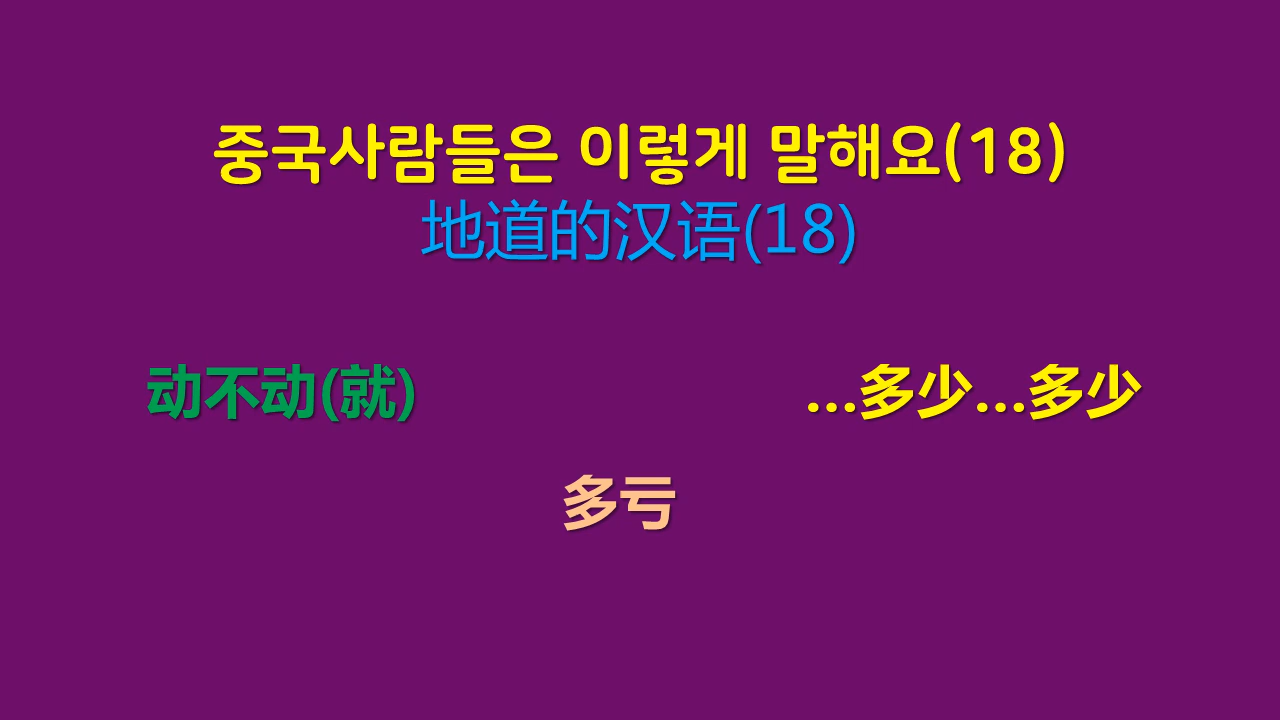 중국사람들은 이렇게 말해요(18)
地道的汉语(18)
动不动(就)
...多少...多少
多亏